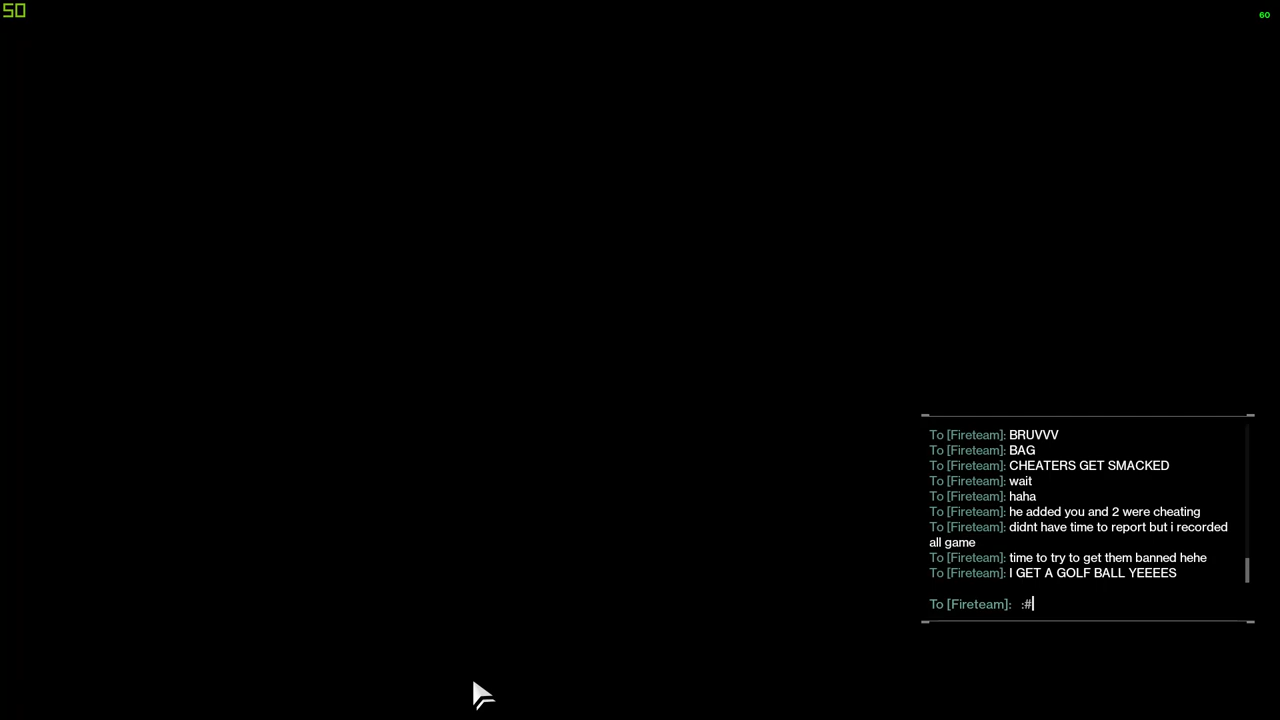 50
60
To [Fireteam]: BRUVVV
To [Fireteam]: BAG
To [Fireteam]: CHEATERS GET SMACKED
To [Fireteam]: wait
To [Fireteam]: haha
To [Fireteam]: he added you and 2 were cheating
To [Fireteam]: didnt have time to report but i recorded
all game
To [Fireteam]: time to try to get them banned hehe
To [Fireteam]: I GET A GOLF BALL YEEEES
To [Fireteam]: :#